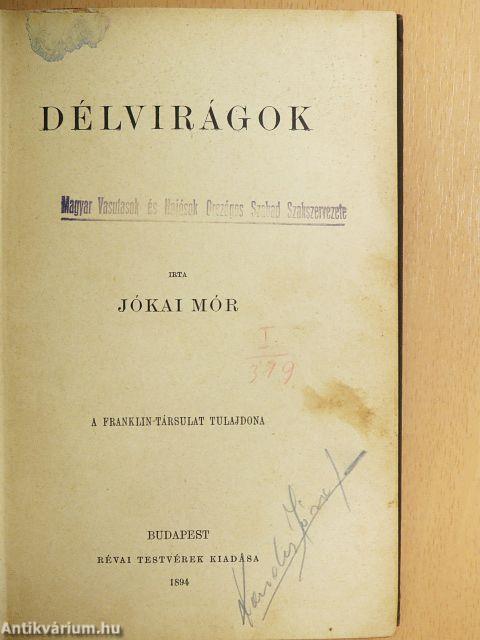 DÉLVIRÁGOK
Magyar Vasutasok és Hajósok Országos Szabad Szakszervezete
IRTA
JÓKAI MÓR
I.
379
A FRANKLIN-TÁRSULAT TULAJDONA
BUDAPEST
RÉVAI TESTVÉREK KIADÁSA
1894
Antikvárium.hu